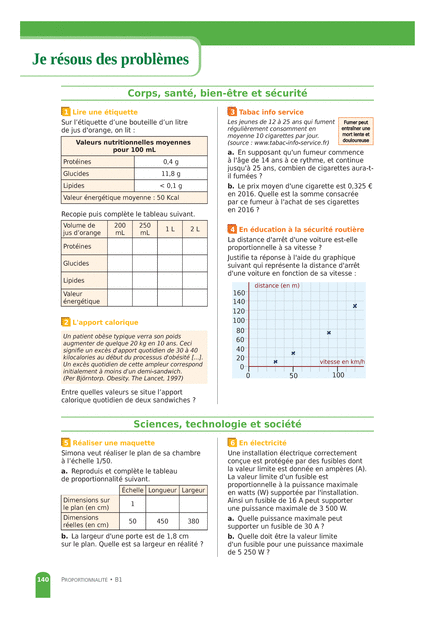 Je résous des problèmes
Corps, santé, bien-être et sécurité
1 Lire une étiquette
Sur l'étiquette d'une bouteille d'un litre
de jus d'orange, on lit :
Valeurs nutritionnelles moyennes
pour 100 mL
Protéines 0,4 g
Glucides 11,8 g
Lipides < 0,1 g
Valeur énergétique moyenne : 50 Kcal
Recopie puis complète le tableau suivant.
Volume de
jus d'orange
200
mL
250
mL
1 L
2 L
Protéines
Glucides
Lipides
Valeur
énergétique
2 L'apport calorique
Un patient obèse typique verra son poids
augmenter de quelque 20 kg en 10 ans. Ceci
signifie un excès d'apport quotidien de 30 à 40
kilocalories au début du processus d'obésité [...].
Un excès quotidien de cette ampleur correspond
initialement à moins d'un demi-sandwich.
(Per Björntorp. Obesity. The Lancet, 1997)
Entre quelles valeurs se situe l'apport
calorique quotidien de deux sandwiches ?
3 Tabac info service
Les jeunes de 12 à 25 ans qui fument
régulièrement consomment en
moyenne 10 cigarettes par jour.
(source : www.tabac-info-service.fr)
Fumer peut
entraîner une
mort lente et
douloureuse
a. En supposant qu'un fumeur commence
à l'âge de 14 ans à ce rythme, et continue
jusqu'à 25 ans, combien de cigarettes aura-t-
il fumées ?
b. Le prix moyen d'une cigarette est 0,325 €
en 2016. Quelle est la somme consacrée
par ce fumeur à l'achat de ses cigarettes
en 2016 ?
4 En éducation à la sécurité routière
La distance d'arrêt d'une voiture est-elle
proportionnelle à sa vitesse ?
Justifie ta réponse à l'aide du graphique
suivant qui représente la distance d'arrêt
d'une voiture en fonction de sa vitesse :
distance (en m)
160
140
120
100
80
60
40
20
0
vitesse en km/h
0 50 100
Sciences, technologie et société
5 Réaliser une maquette
Simona veut réaliser le plan de sa chambre
à l'échelle 1/50.
a. Reproduis et complète le tableau
de proportionnalité suivant.
Échelle Longueur Largeur
Dimensions sur
le plan (en cm)
1
Dimensions
réelles (en cm)
50 450 380
b. La largeur d'une porte est de 1,8 cm
sur le plan. Quelle est sa largeur en réalité ?
6 En électricité
Une installation électrique correctement
conçue est protégée par des fusibles dont
la valeur limite est donnée en ampères (A).
La valeur limite d'un fusible est
proportionnelle à la puissance maximale
en watts (W) supportée par l'installation.
Ainsi un fusible de 16 A peut supporter
une puissance maximale de 3 500 W.
a. Quelle puissance maximale peut
supporter un fusible de 30 A ?
b. Quelle doit être la valeur limite
d'un fusible pour une puissance maximale
de 5 250 W ?
140 PROPORTIONNALITÉ • B1